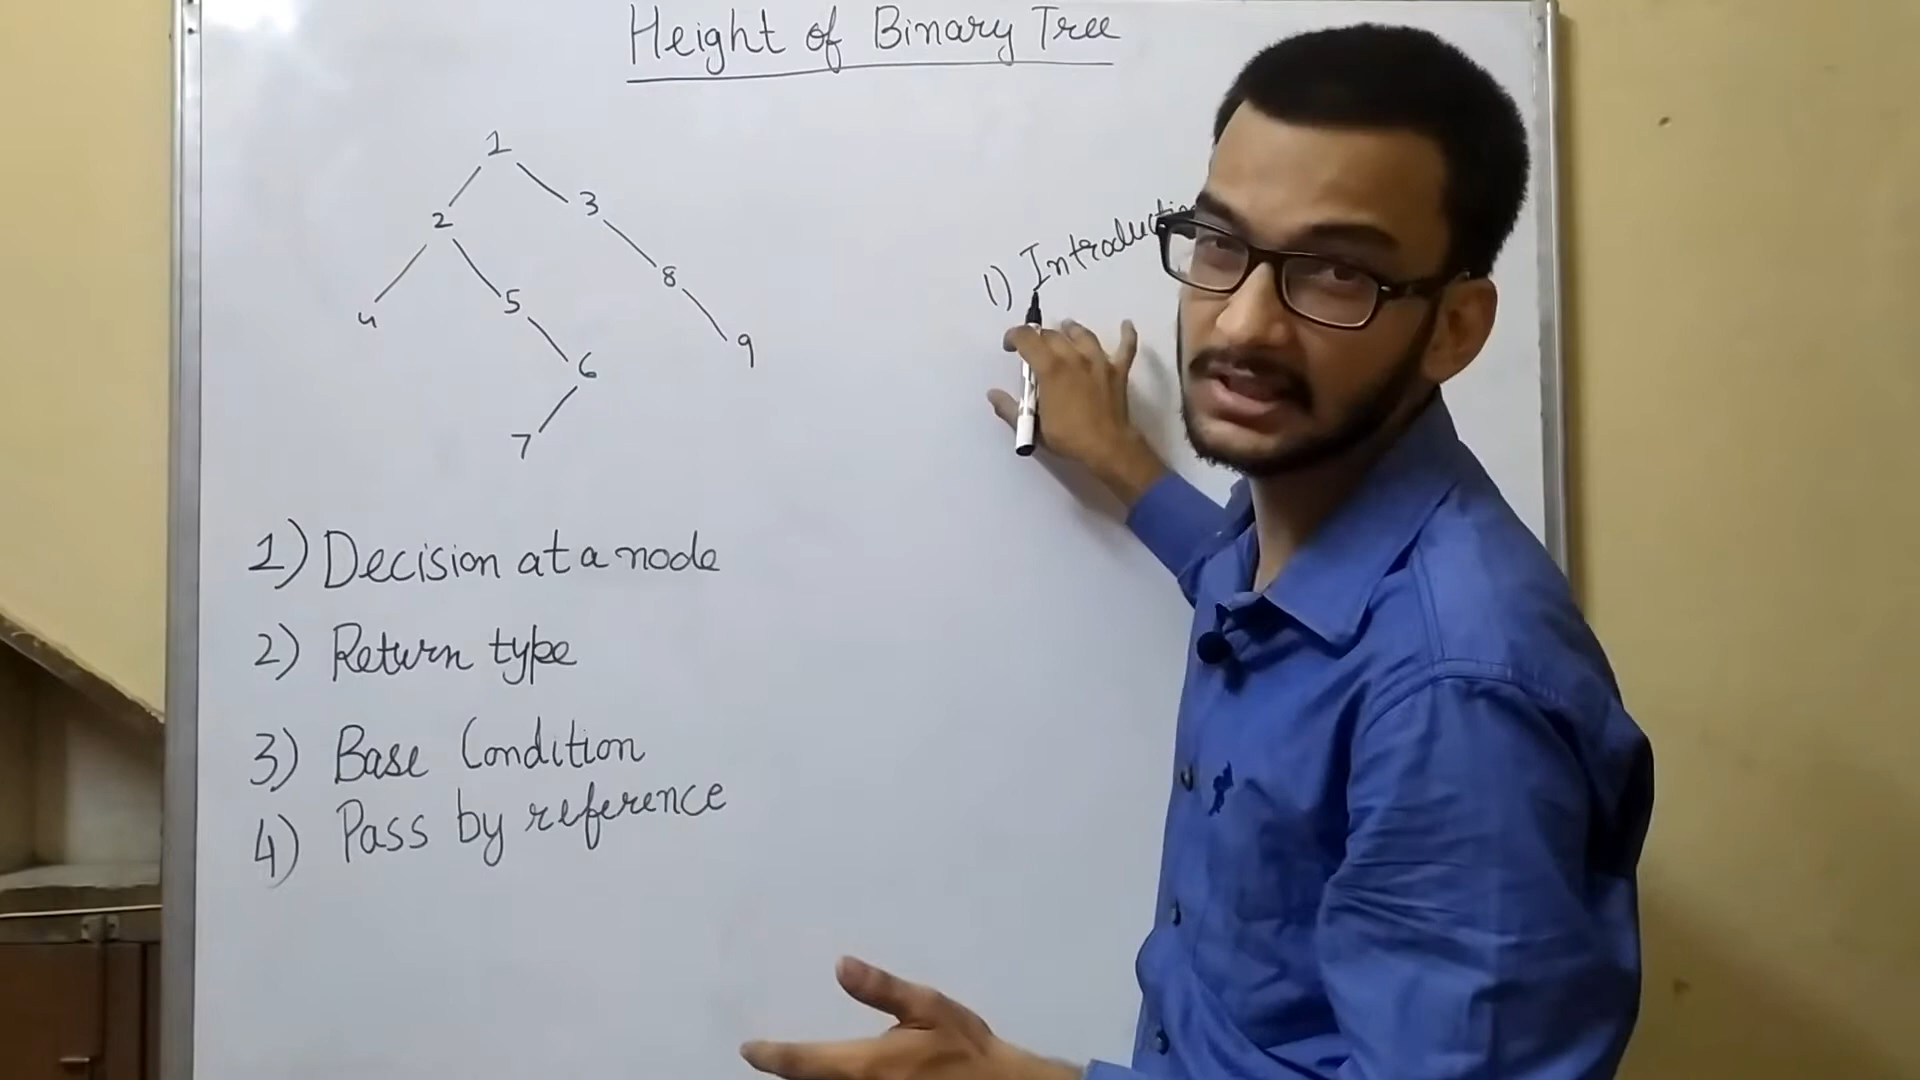 Height of Binary Tree
1
2
3
4
5
8
6
9
7
1) Introduction
1) Decision at a node
2) Return type
3) Base Condition
4) Pass by reference